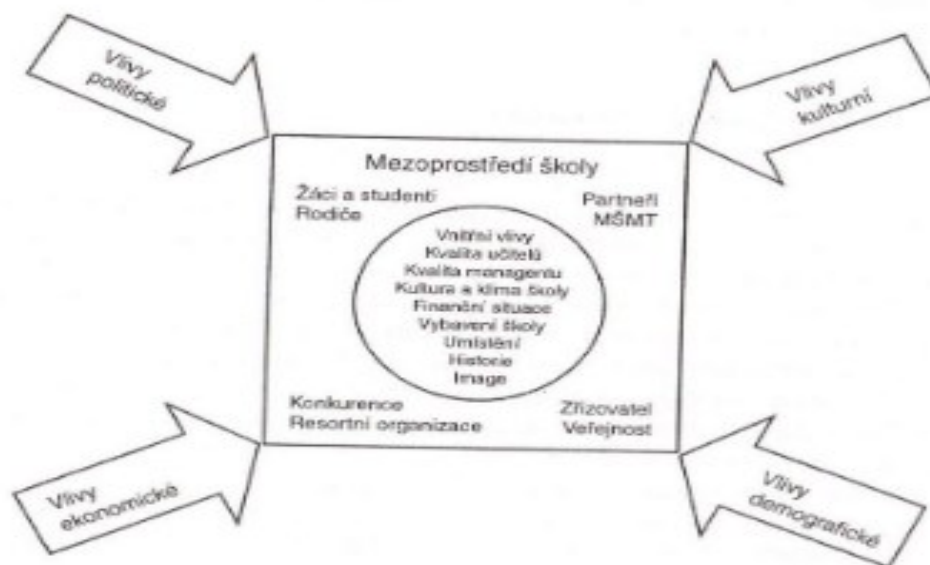 Vlivy
politické
Vlivy
kulturní
Mezoprostředí školy
Žáci a studenti
Rodiče
Partneři
MŠMT
Vnitřní vlivy
Kvalita učitelů
Kvalita managentu
Kultura a klima školy
Finanční situace
Vybavení školy
Umístění
Historie
Image
Konkurence
Resortní organizace
Zřizovatel
Veřejnost
Vlivy
ekonomické
Vlivy
demografické